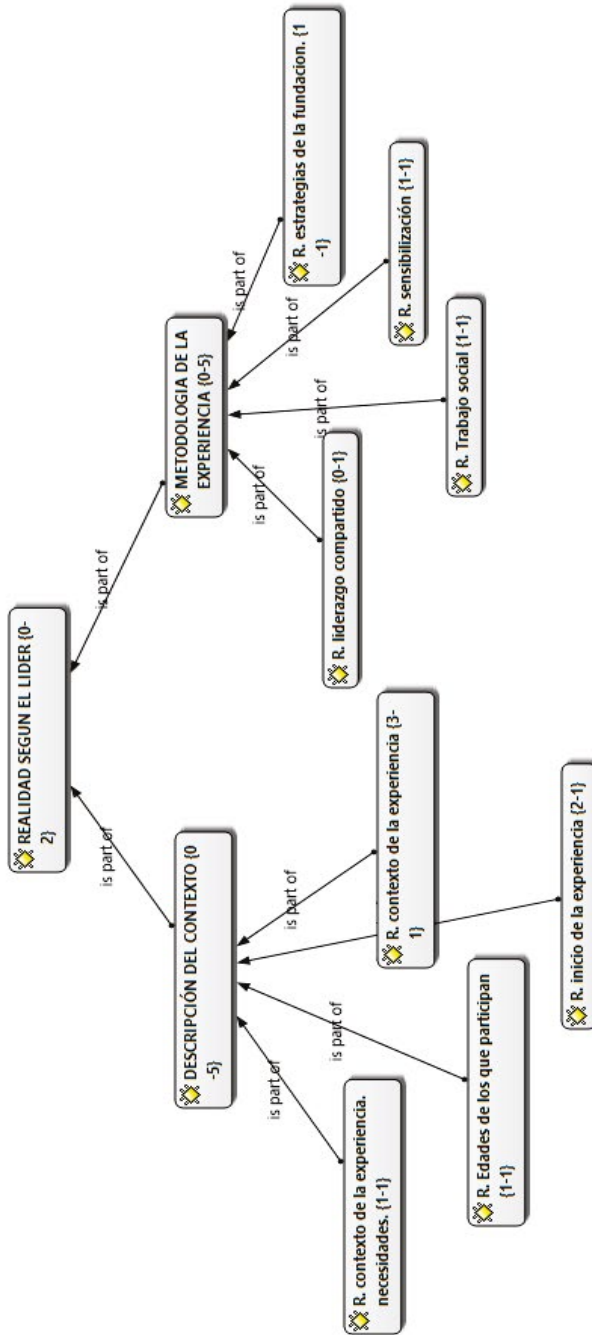 REALIDAD SEGUN EL LIDER {0-
2}
is part of
is part of
DESCRIPCIÓN DEL CONTEXTO {0
-5}
METODOLOGIA DE LA
EXPERIENCIA {0-5}
is part of
is part of
is part of
is part of
is part of
is part of
is part of
R. contexto de la experiencia.
necesidades. {1-1}
R. Edades de los que participan
{1-1}
R. contexto de la experiencia {3-
1}
R. inicio de la experiencia {2-1}
R. liderazgo compartido {0-1}
R. Trabajo social {1-1}
R. sensibilización {1-1}
R. estrategias de la fundacion. {1
-1}